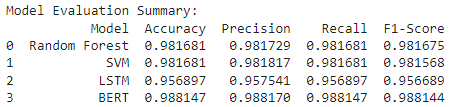 Model Evaluation Summary:
Model Accuracy Precision Recall F1-Score
0 Random Forest 0.981681 0.981729 0.981681 0.981675
1 SVM 0.981681 0.981817 0.981681 0.981568
2 LSTM 0.956897 0.957541 0.956897 0.956689
3 BERT 0.988147 0.988170 0.988147 0.988144